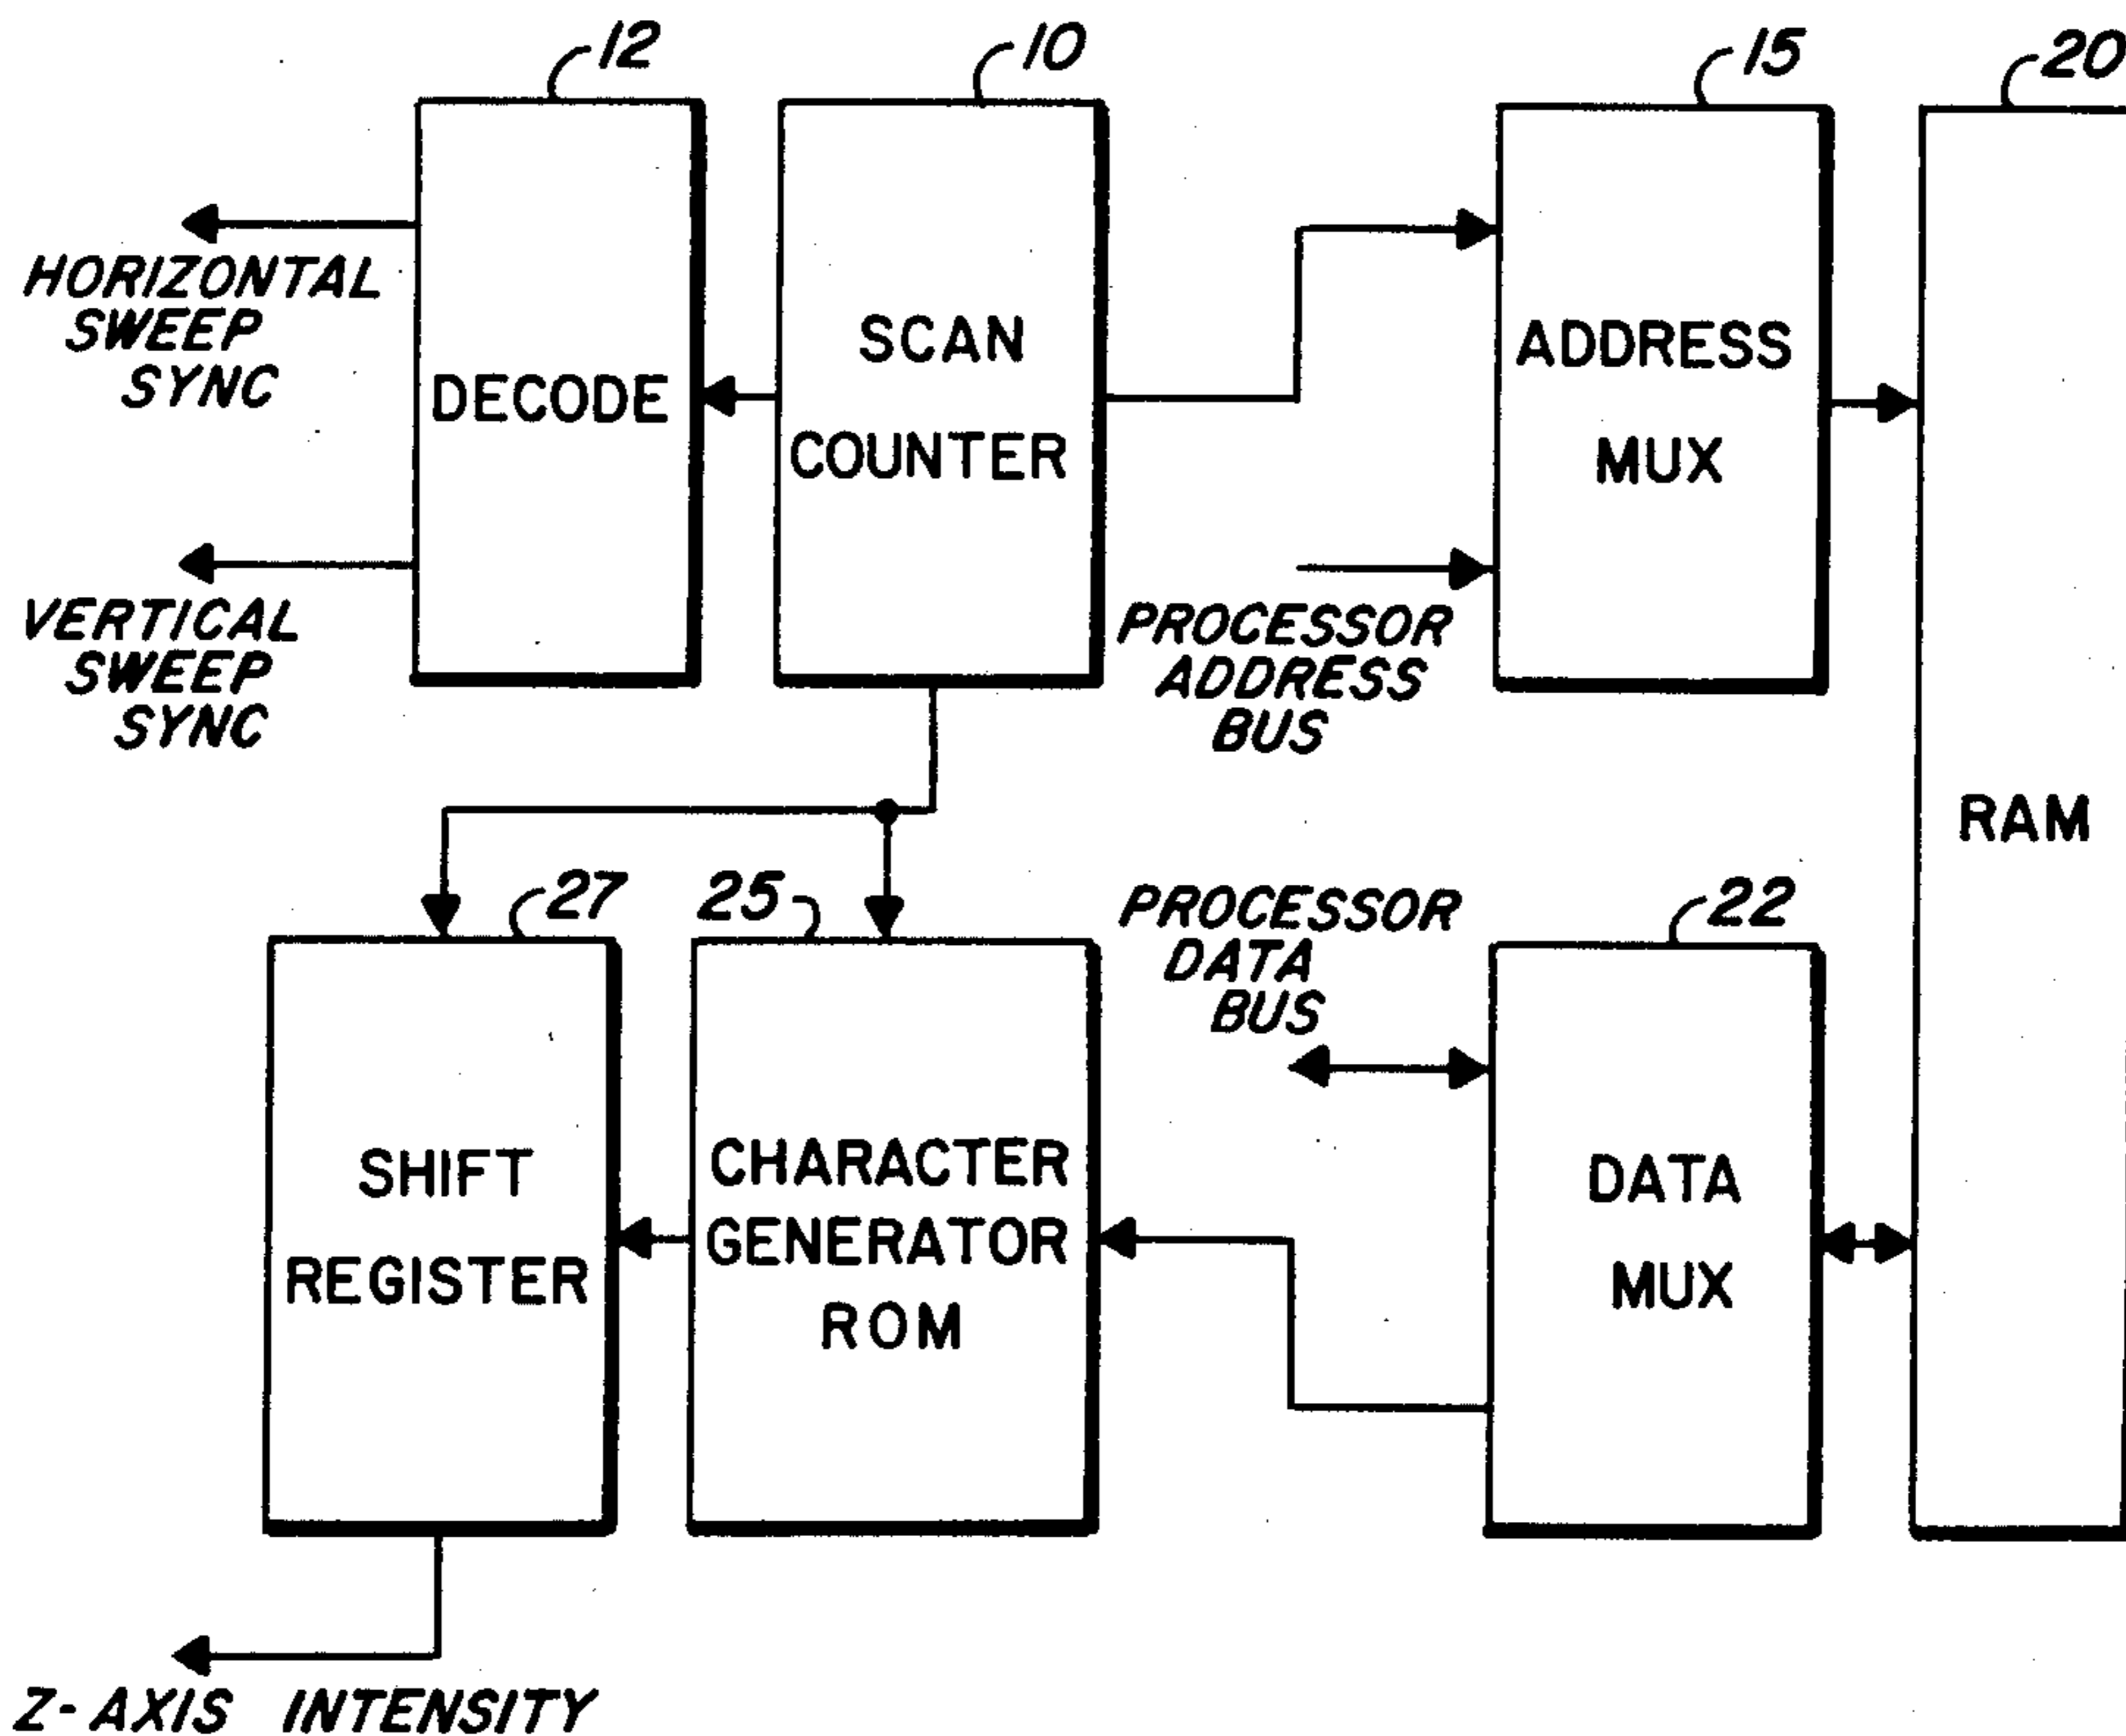 12
10
15
20
HORIZONTAL
SWEEP
SYNC
DECODE
SCAN
COUNTER
ADDRESS
MUX
VERTICAL
SWEEP
SYNC
PROCESSOR
ADDRESS
BUS
RAM
27
25
PROCESSOR
DATA
BUS
22
SHIFT
REGISTER
CHARACTER
GENERATOR
ROM
DATA
MUX
Z-AXIS INTENSITY